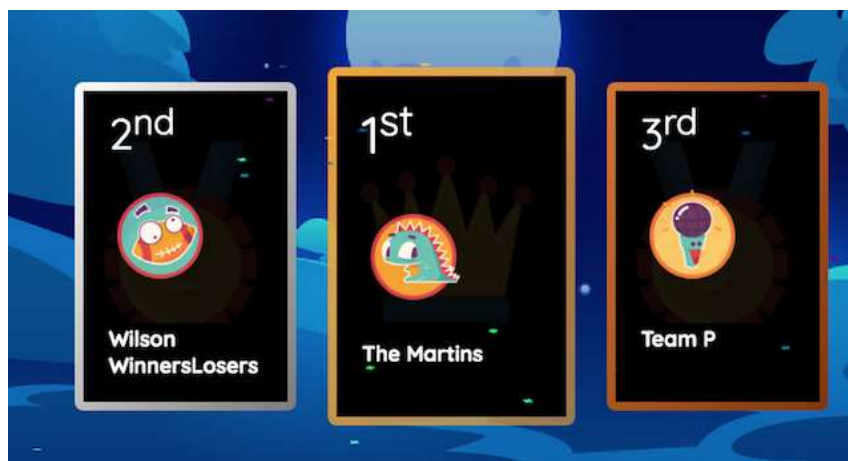 2nd
Wilson
WinnersLosers
1st
The Martins
3rd
Team P